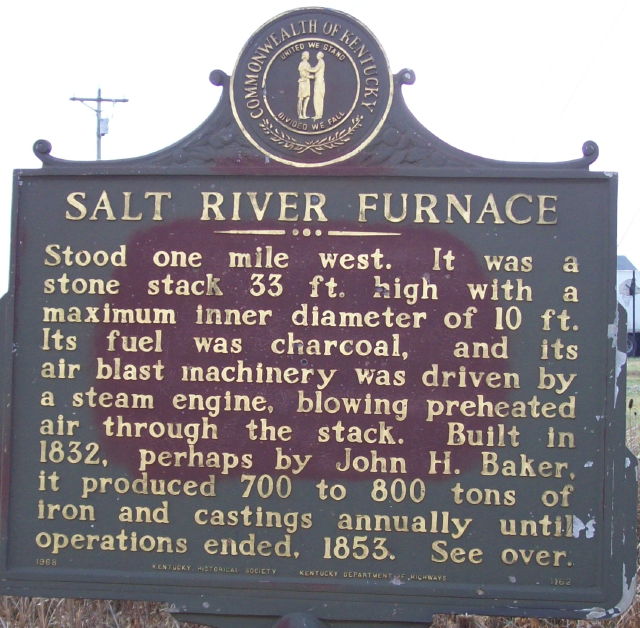 COMMONWEALTH OF KENTUCKY
UNITED WE STAND
DIVIDED WE FALL
SALT RIVER FURNACE
Stood one mile west. It was a
stone stack 33 ft. high with a
maximum inner diameter of 10 ft.
Its fuel was charcoal, and its
air blast machinery was driven by
a steam engine, blowing preheated
air through the stack. Built in
1832, perhaps by John H. Baker,
it produced 700 to 800 tons of
iron and castings annually until
operations ended, 1853. See over.
1968 KENTUCKY HISTORICAL SOCIETY KENTUCKY DEPARTMENT OF HIGHWAYS 1162